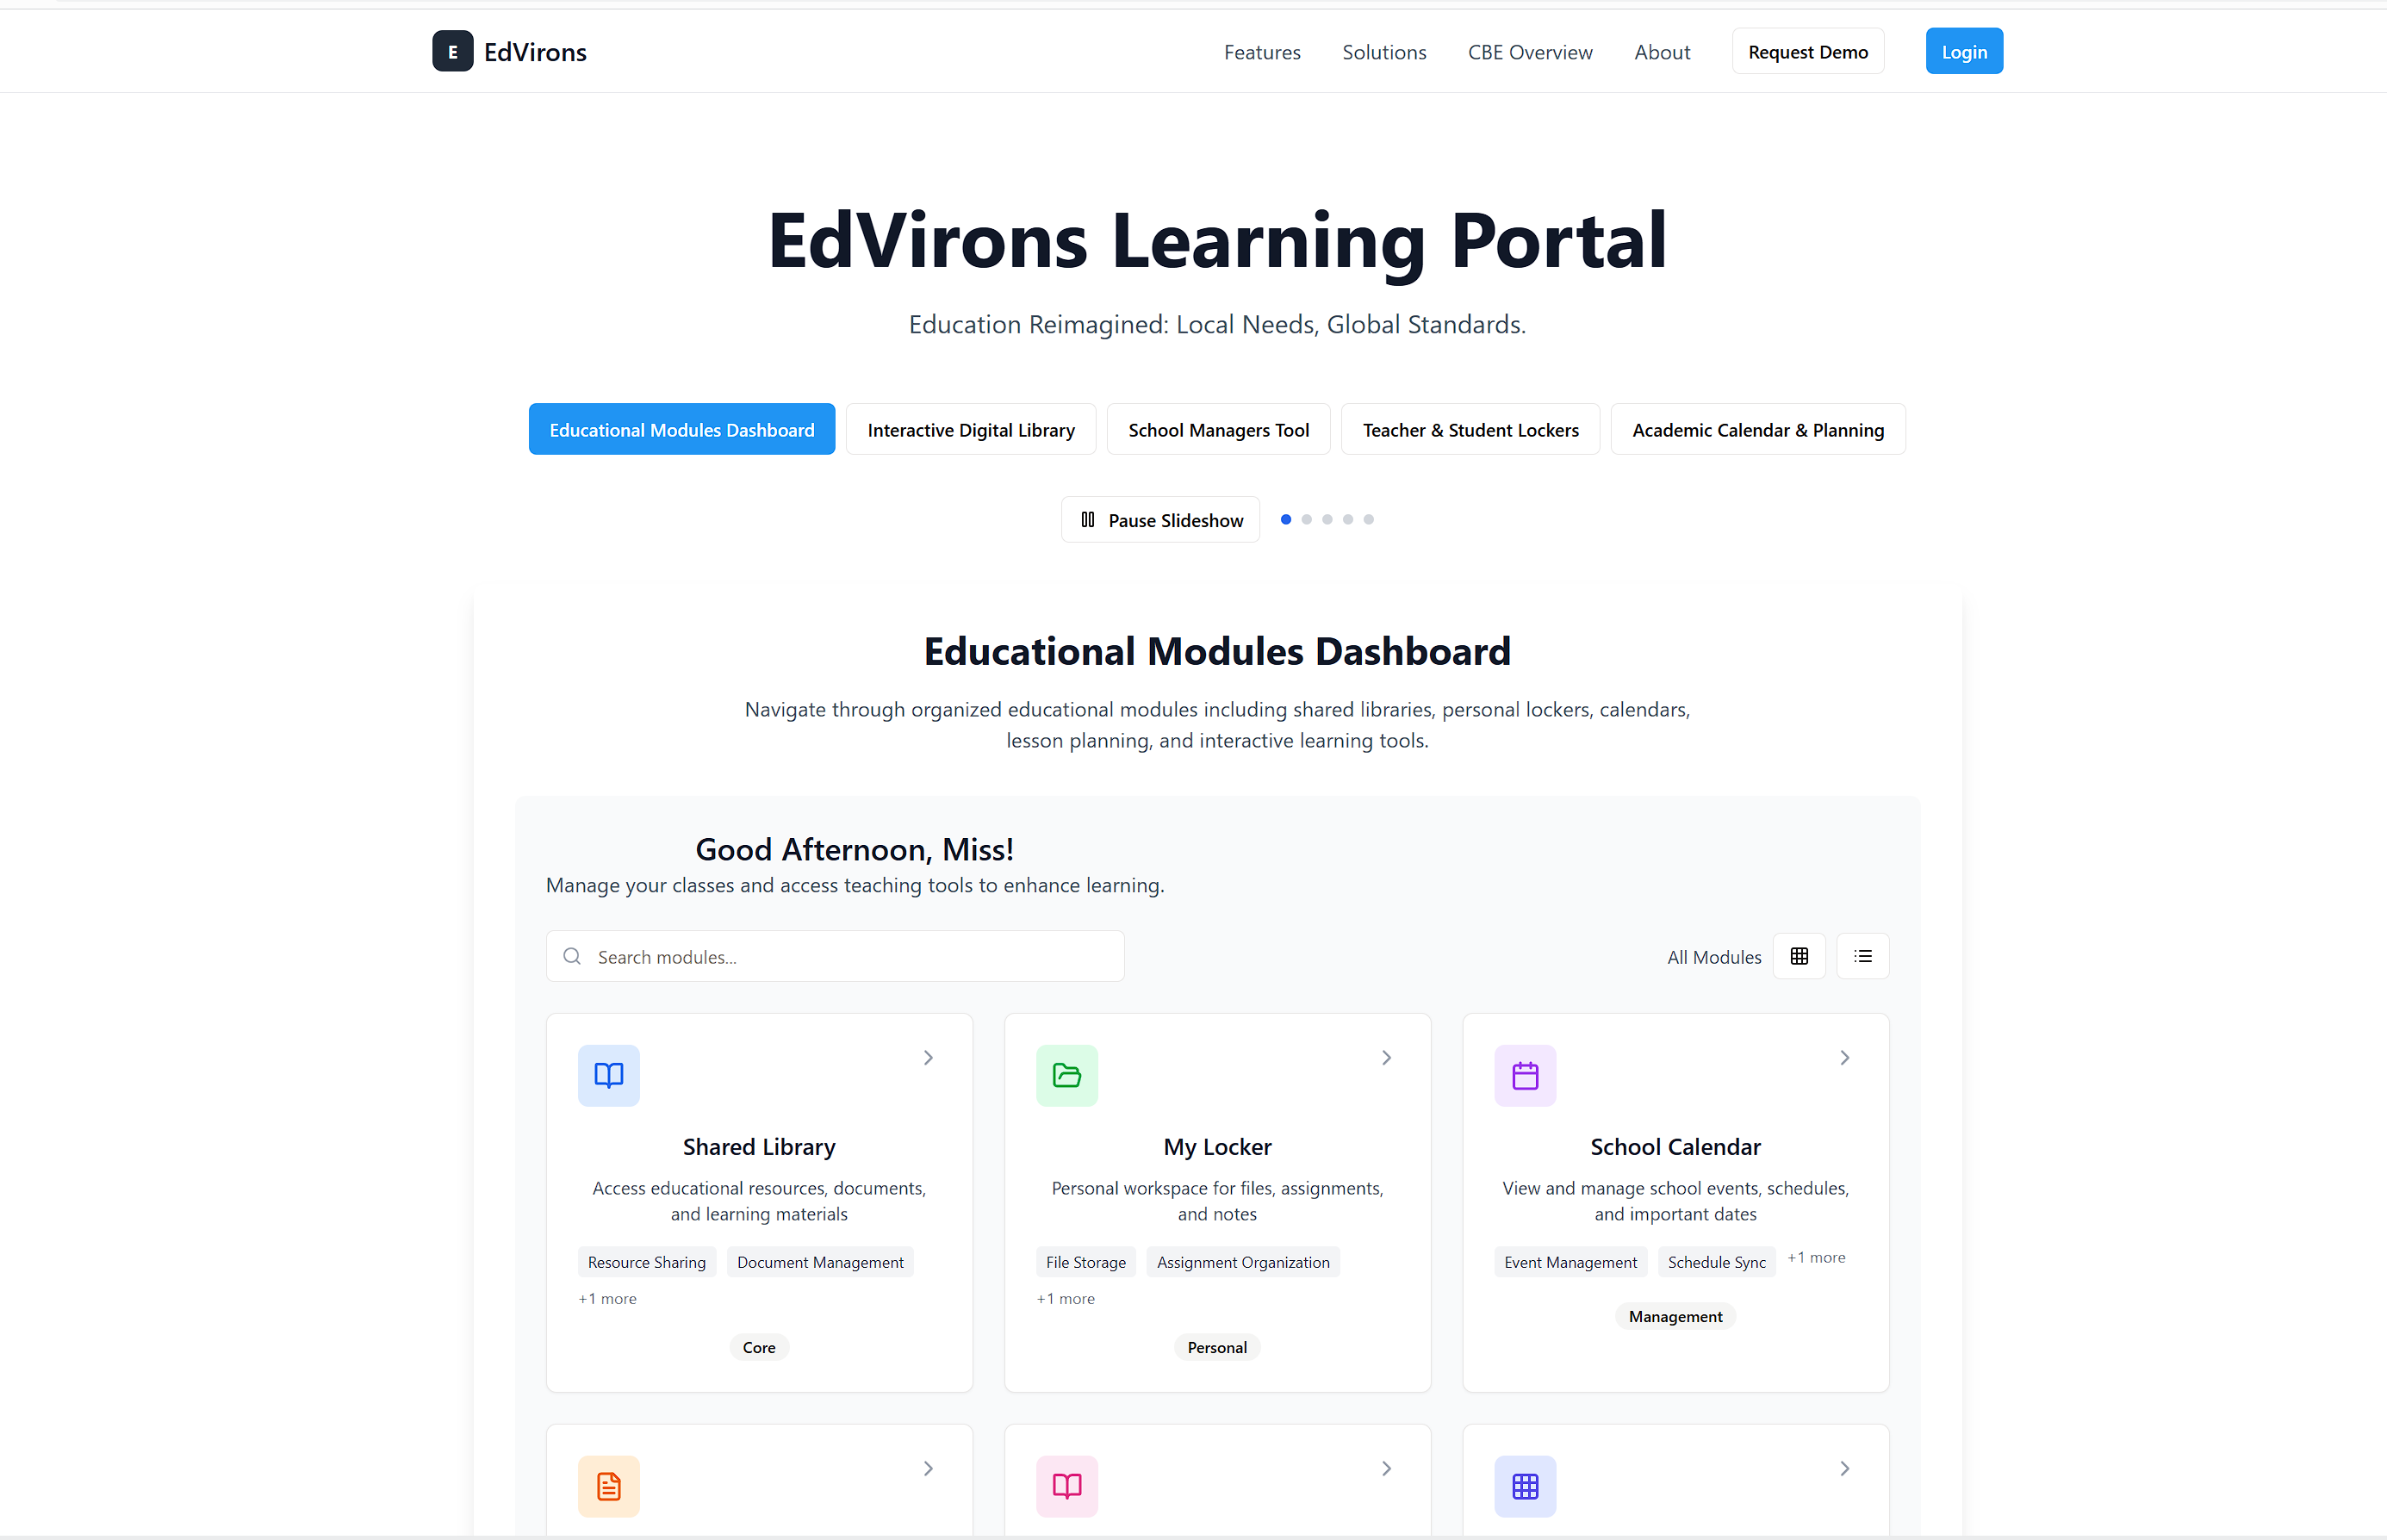 E EdVirons Features Solutions CBE Overview About Request Demo Login
EdVirons Learning Portal
Education Reimagined: Local Needs, Global Standards.
Educational Modules Dashboard Interactive Digital Library School Managers Tool Teacher & Student Lockers Academic Calendar & Planning
Pause Slideshow
Educational Modules Dashboard
Navigate through organized educational modules including shared libraries, personal lockers, calendars,
lesson planning, and interactive learning tools.
Good Afternoon, Miss!
Manage your classes and access teaching tools to enhance learning.
Search modules... All Modules
Shared Library
Access educational resources, documents,
and learning materials
Resource Sharing Document Management
+1 more
Core
My Locker
Personal workspace for files, assignments,
and notes
File Storage Assignment Organization
+1 more
Personal
School Calendar
View and manage school events, schedules,
and important dates
Event Management Schedule Sync +1 more
Management